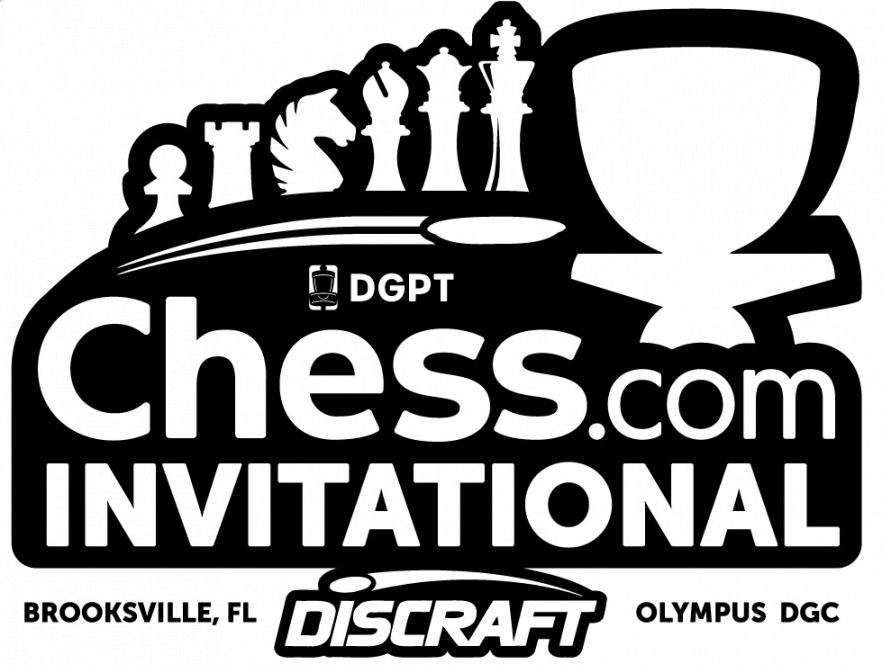 DGPT
Chess.com
INVITATIONAL
BROOKSVILLE, FL
DISCRAFT
OLYMPUS DGC